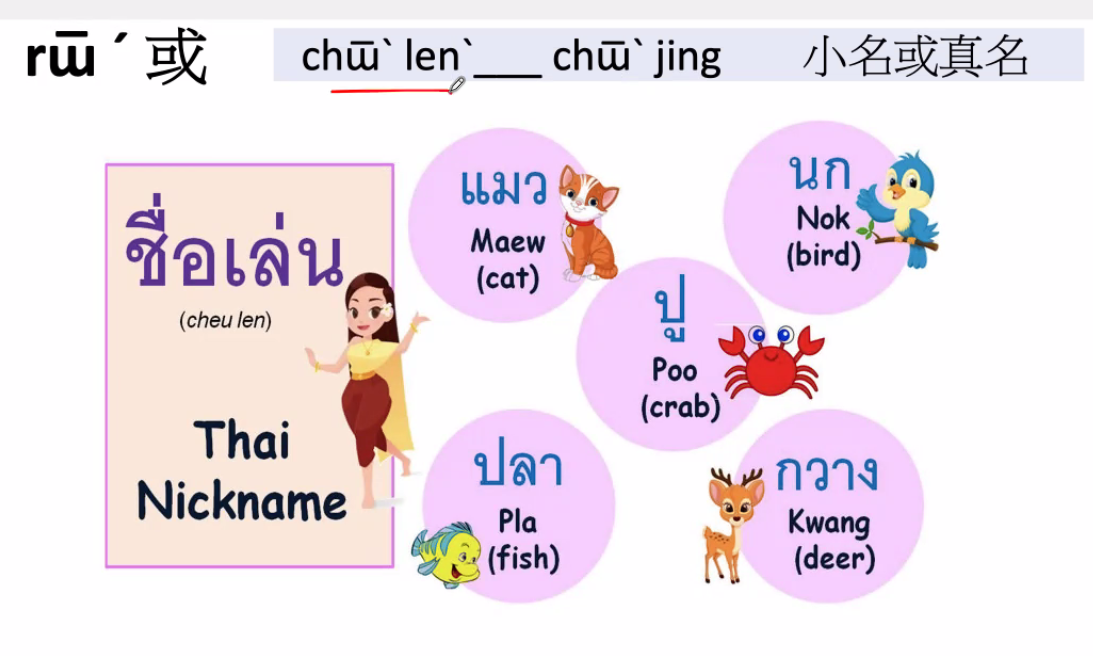 rɯ̄ ˊ 或
chɯ̄ˋ lenˋ___ chɯ̄ˋ jing 小名或真名
ชื่อเล่น
(cheu len)
Thai
Nickname
แมว
Maew
(cat)
นก
Nok
(bird)
ปู
Poo
(crab)
ปลา
Pla
(fish)
กวาง
Kwang
(deer)